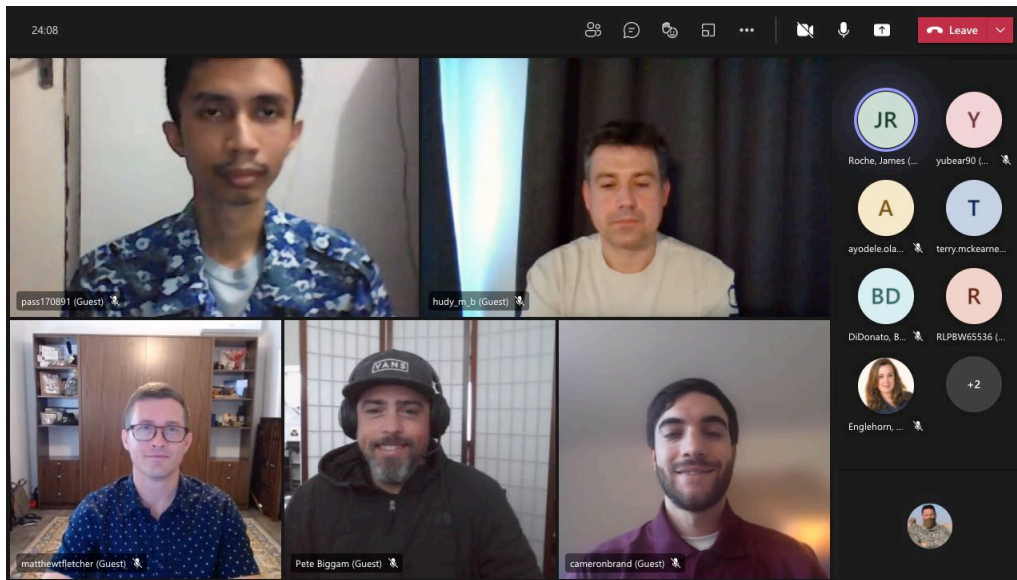 24:08
Leave
pass170891 (Guest)
hudy_m_b (Guest)
JR
Roche, James (...
Y
yubear90 (...
A
ayodele.ola...
T
terry.mckearne...
BD
DiDonato, B...
R
RLPBW65536 (...
Englehorn, ...
+2
VANS
matthewtfletcher (Guest)
Pete Biggam (Guest)
cameronbrand (Guest)